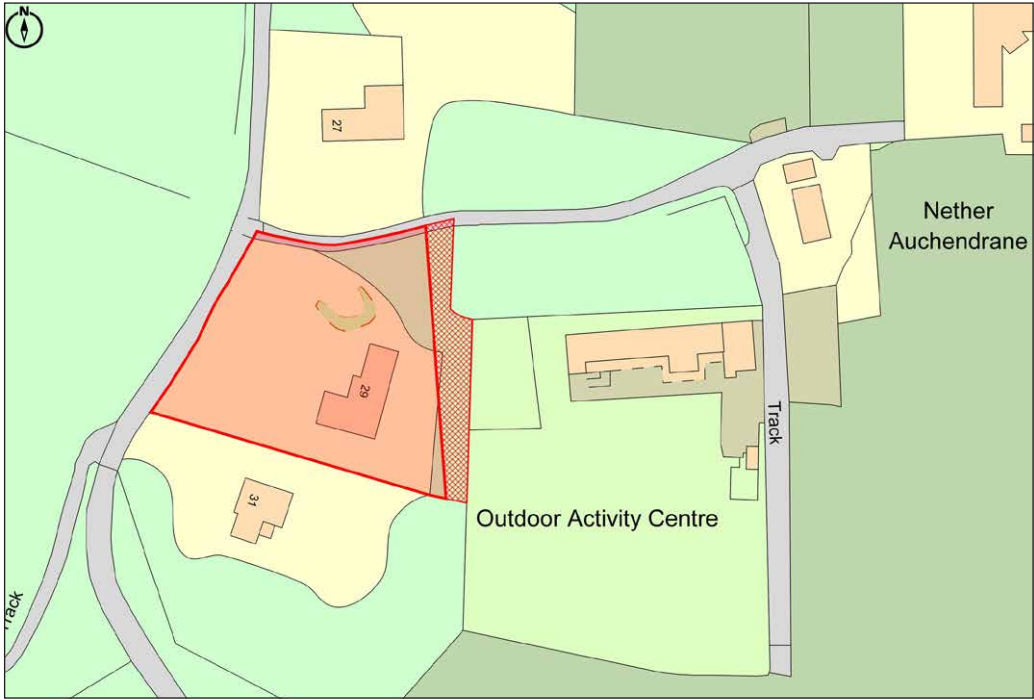 N
27
Nether
Auchendrane
29
Track
31
Outdoor Activity Centre
Track